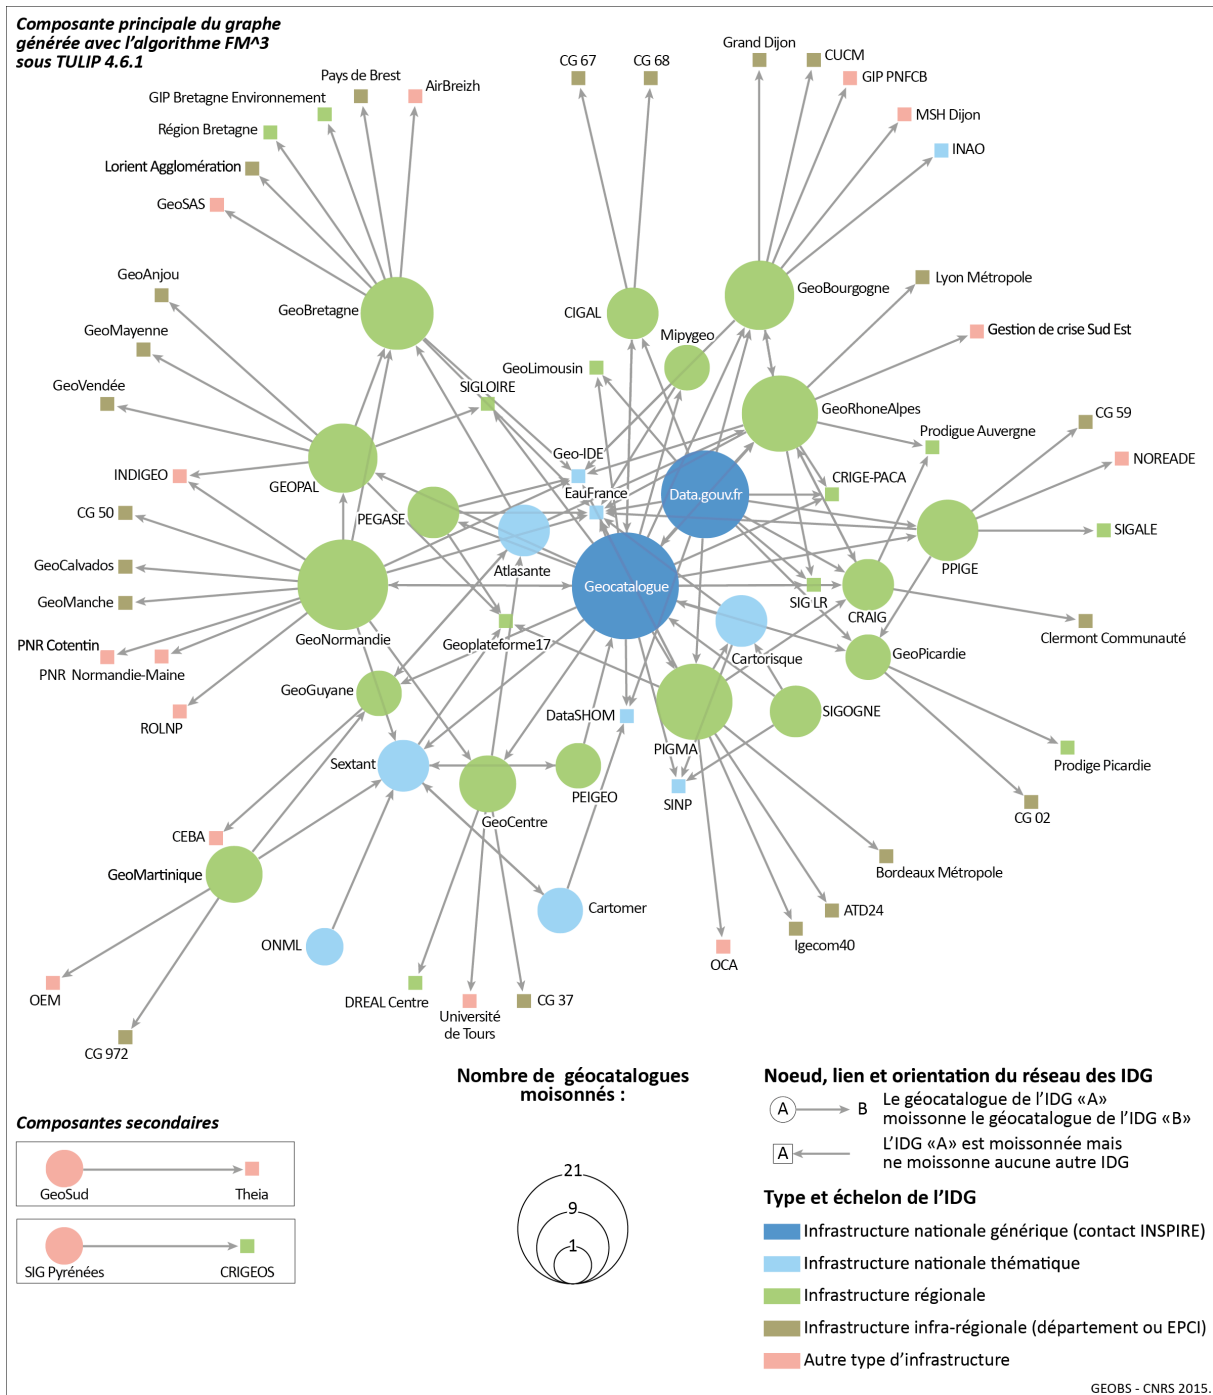 Composante principale du graphe
générée avec l'algorithme FM^3
sous TULIP 4.6.1
Grand Dijon
CUCM
CG 67
CG 68
GIP PNFCB
Pays de Brest
AirBreizh
GIP Bretagne Environnement
MSH Dijon
Région Bretagne
INAO
Lorient Agglomération
GeoSAS
GeoAnjou
Lyon Métropole
GeoBourgogne
GeoBretagne
CIGAL
GeoMayenne
Mipygeo
Gestion de crise Sud Est
GeoLimousin
GeoVendée
SIGLOIRE
GeoRhoneAlpes
CG 59
Prodigue Auvergne
Geo-IDE
NOREADE
INDIGEO
GEOPAL
CRIGE-PACA
EauFrance
Data.gouv.fr
CG 50
PEGASE
SIGALE
GeoCalvados
Atlasante
PPIGE
Geocatalogue
GeoManche
SIG LR
CRAIG
GeoNormandie
Clermont Communauté
PNR Cotentin
Geoplateforme17
Cartorisque
GeoPicardie
PNR Normandie-Maine
GeoGuyane
ROLNP
DataSHOM
SIGOGNE
PIGMA
Sextant
Prodige Picardie
PEIGEO
SINP
GeoCentre
CG 02
CEBA
GeoMartinique
Bordeaux Métropole
Cartomer
ATD24
ONML
Igecom40
OCA
OEM
DREAL Centre
CG 37
Université
de Tours
CG 972
Nombre de géocatalogues
moisonnés :
21
9
1
Noeud, lien et orientation du réseau des IDG
A
B
Le géocatalogue de l'IDG «A»
moissonne le géocatalogue de l'IDG «B»
A
L'IDG «A» est moissonnée mais
ne moissonne aucune autre IDG
Composantes secondaires
GeoSud
Theia
SIG Pyrénées
CRIGEOS
Type et échelon de l'IDG
Infrastructure nationale générique (contact INSPIRE)
Infrastructure nationale thématique
Infrastructure régionale
Infrastructure infra-régionale (département ou EPCI)
Autre type d'infrastructure
GEOBS - CNRS 2015.